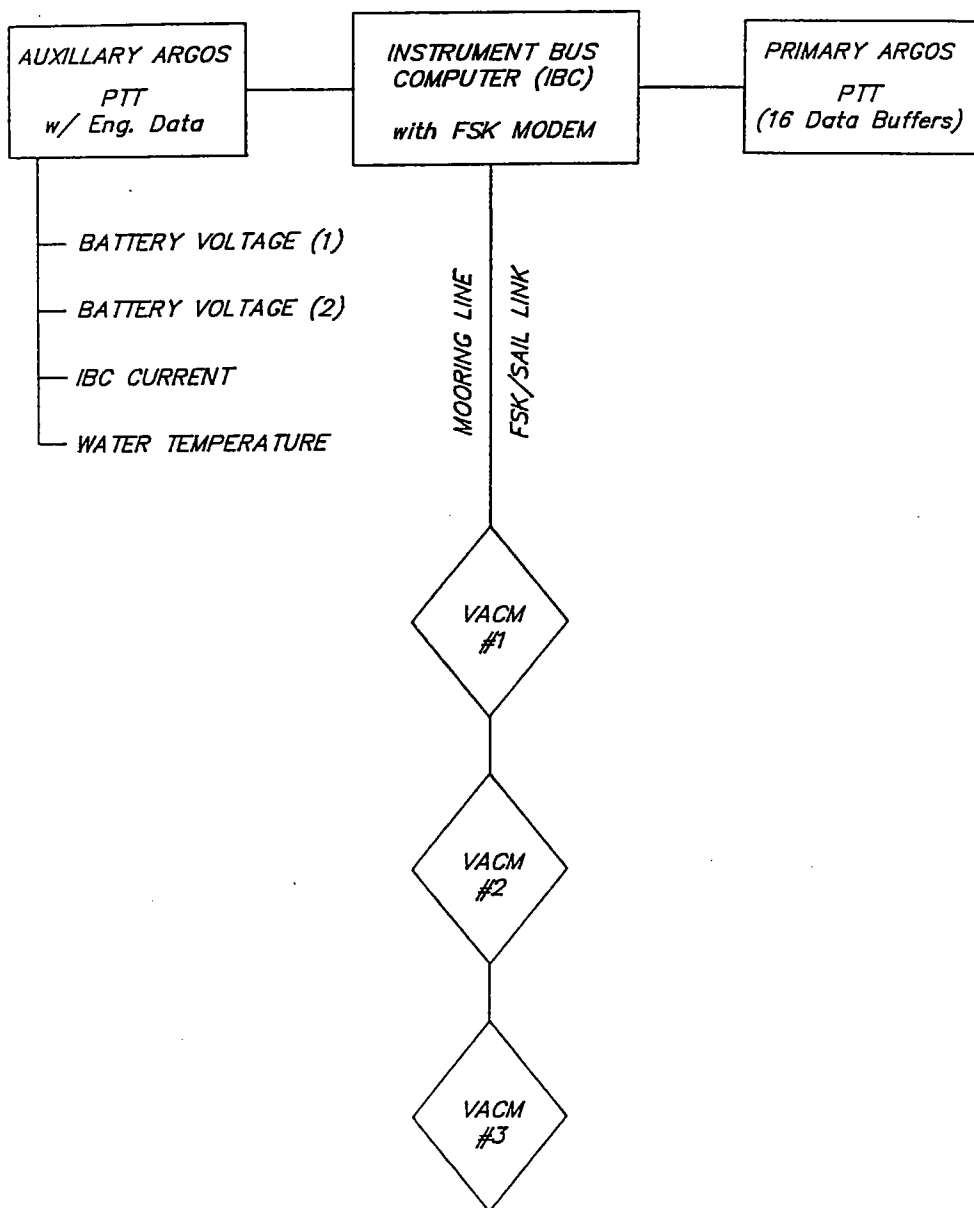 AUXILLARY ARGOS
PTT
w/ Eng. Data
INSTRUMENT BUS
COMPUTER (IBC)
with FSK MODEM
PRIMARY ARGOS
PTT
(16 Data Buffers)
BATTERY VOLTAGE (1)
BATTERY VOLTAGE (2)
IBC CURRENT
WATER TEMPERATURE
MOORING LINE
FSK/SAIL LINK
VACM
#1
VACM
#2
VACM
#3